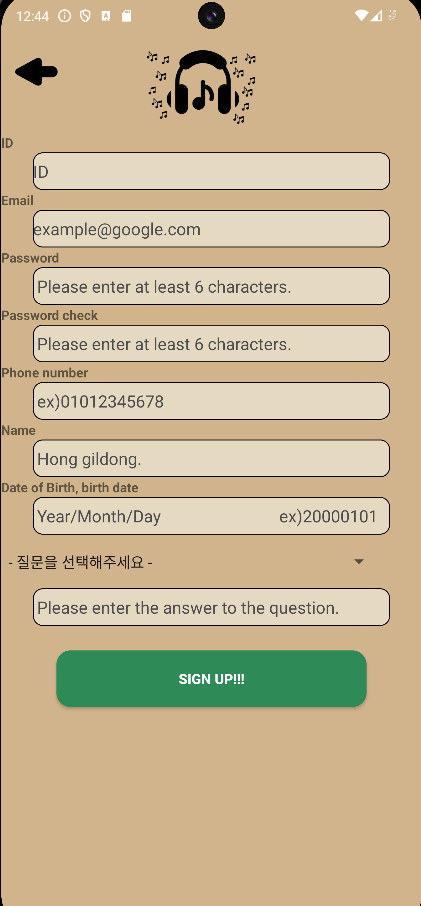 12:44
ID
ID
Email
example@google.com
Password
Please enter at least 6 characters.
Password check
Please enter at least 6 characters.
Phone number
ex)01012345678
Name
Hong gildong.
Date of Birth, birth date
Year/Month/Day ex)20000101
- 질문을 선택해주세요 -
Please enter the answer to the question.
SIGN UP!!!